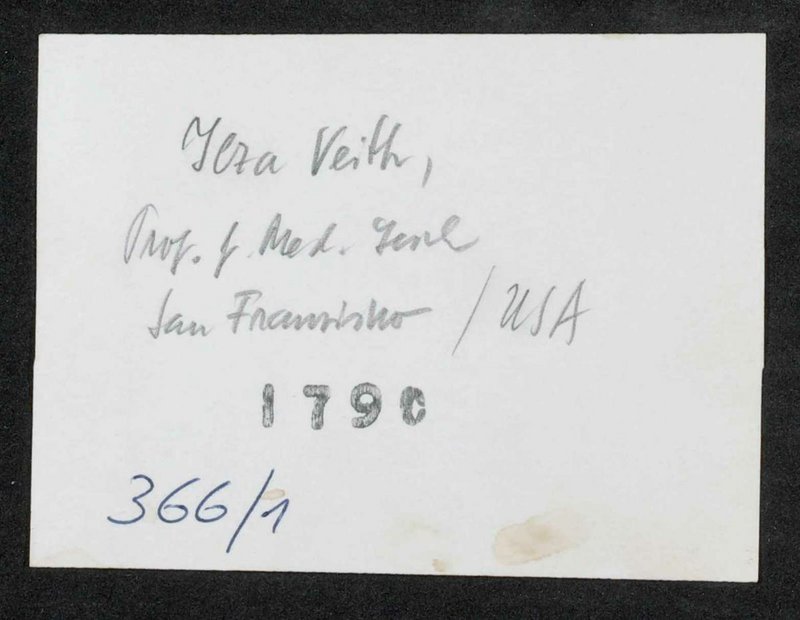 Ilza Veith,
Prof. f. Med. Gesch
San Franzisko / USA
1790
366/1